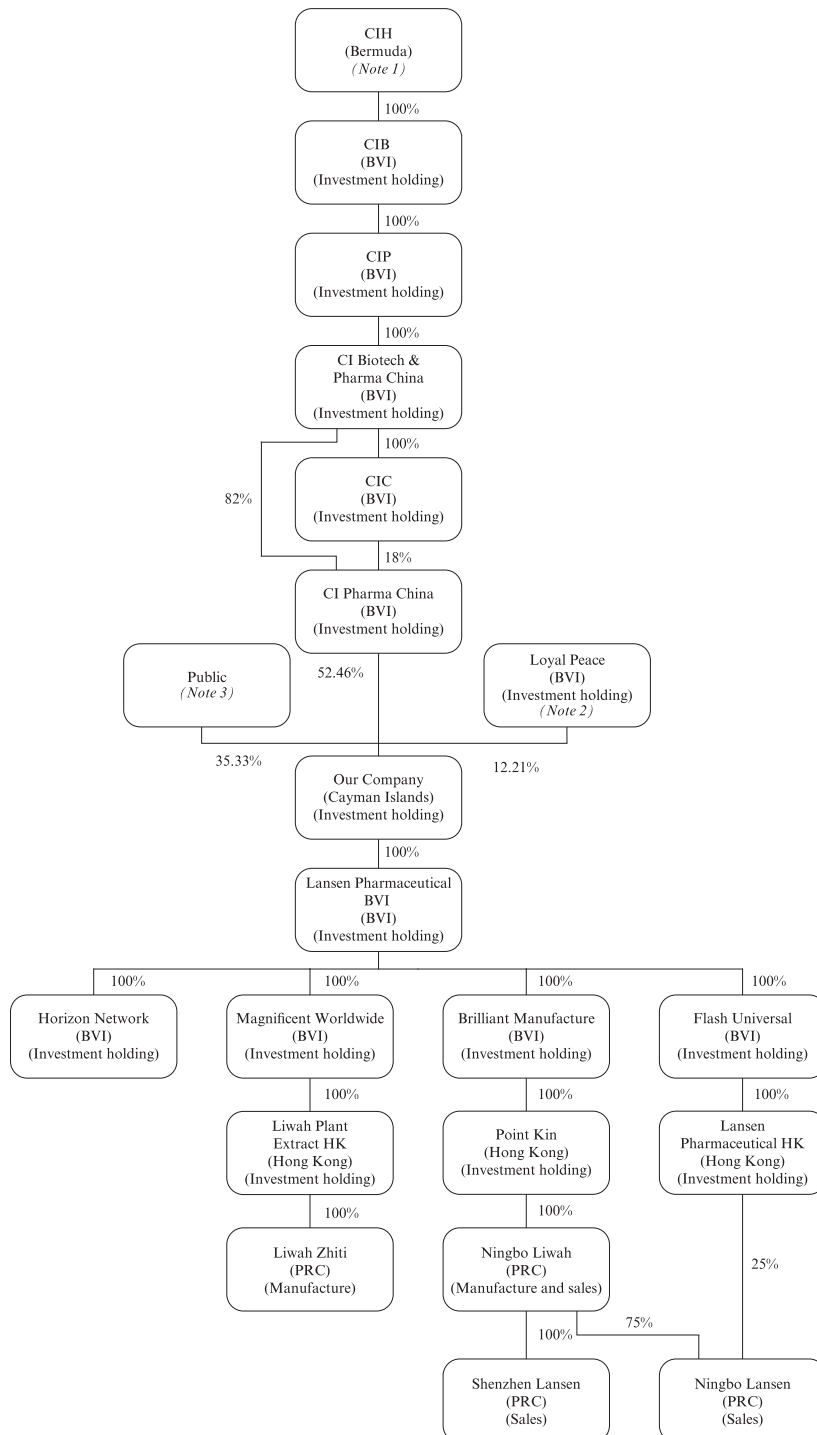 CIH
(Bermuda)
(Note 1)
100%
CIB
(BVI)
(Investment holding)
100%
CIP
(BVI)
(Investment holding)
100%
CI Biotech &
Pharma China
(BVI)
(Investment holding)
100%
82%
CIC
(BVI)
(Investment holding)
18%
CI Pharma China
(BVI)
(Investment holding)
Public
(Note 3)
52.46%
Loyal Peace
(BVI)
(Investment holding)
(Note 2)
35.33%
12.21%
Our Company
(Cayman Islands)
(Investment holding)
100%
Lansen Pharmaceutical
BVI
(BVI)
(Investment holding)
100%
100%
100%
100%
Horizon Network
(BVI)
(Investment holding)
Magnificent Worldwide
(BVI)
(Investment holding)
Brilliant Manufacture
(BVI)
(Investment holding)
Flash Universal
(BVI)
(Investment holding)
100%
100%
100%
Liwah Plant
Extract HK
(Hong Kong)
(Investment holding)
Point Kin
(Hong Kong)
(Investment holding)
Lansen
Pharmaceutical HK
(Hong Kong)
(Investment holding)
100%
100%
Liwah Zhiti
(PRC)
(Manufacture)
Ningbo Liwah
(PRC)
(Manufacture and sales)
25%
100%
75%
Shenzhen Lansen
(PRC)
(Sales)
Ningbo Lansen
(PRC)
(Sales)